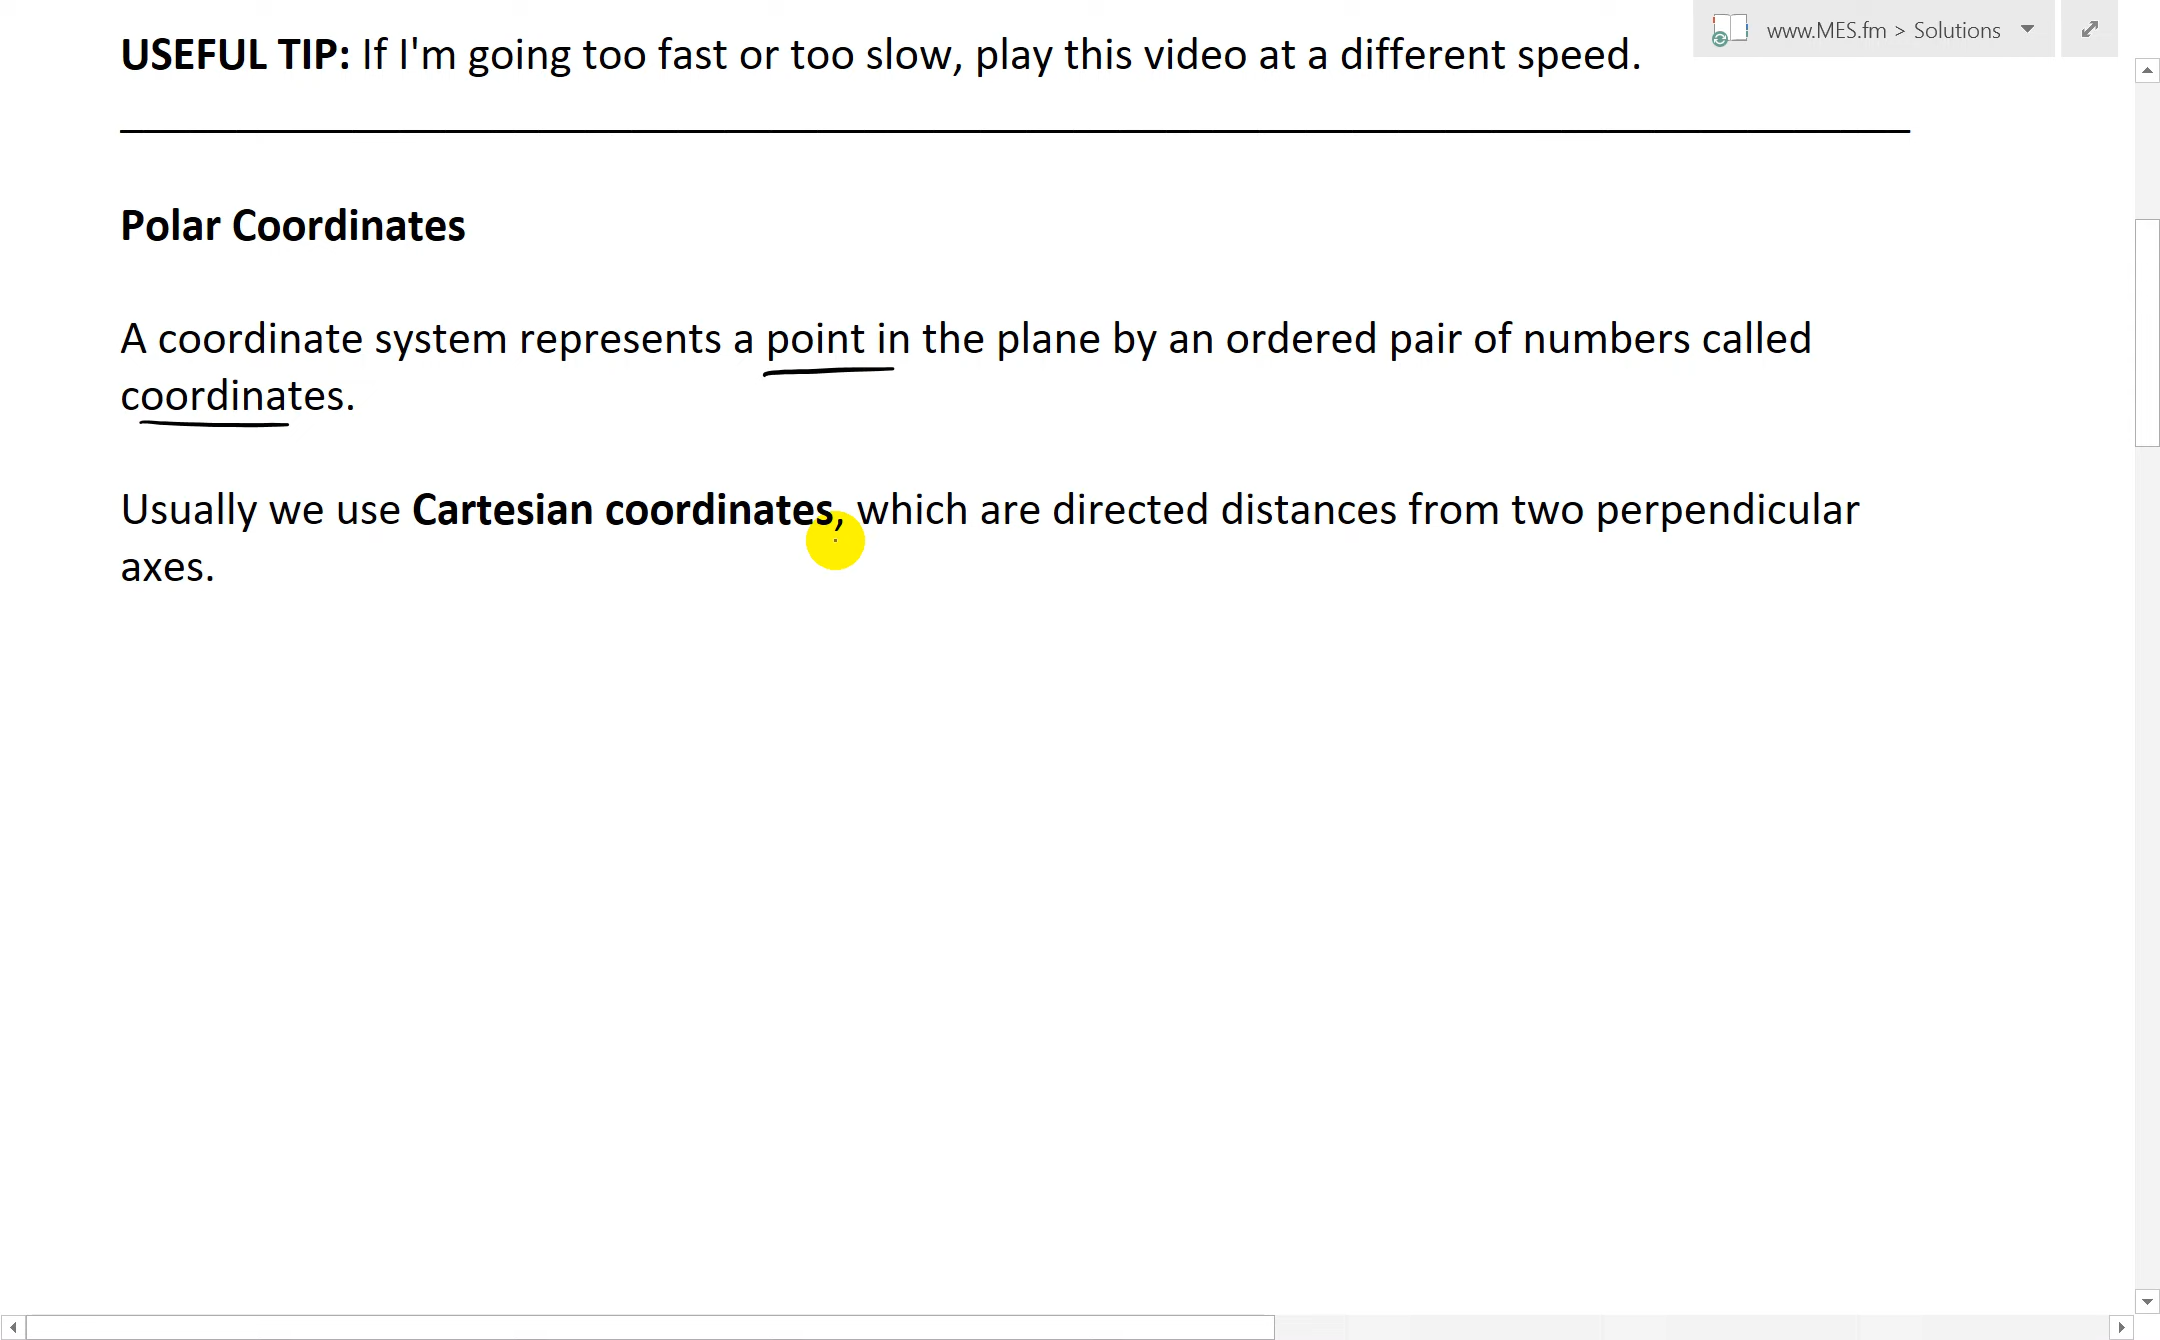 www.MES.fm > Solutions
USEFUL TIP: If I'm going too fast or too slow, play this video at a different speed.
Polar Coordinates
A coordinate system represents a point in the plane by an ordered pair of numbers called
coordinates.
Usually we use Cartesian coordinates, which are directed distances from two perpendicular
axes.